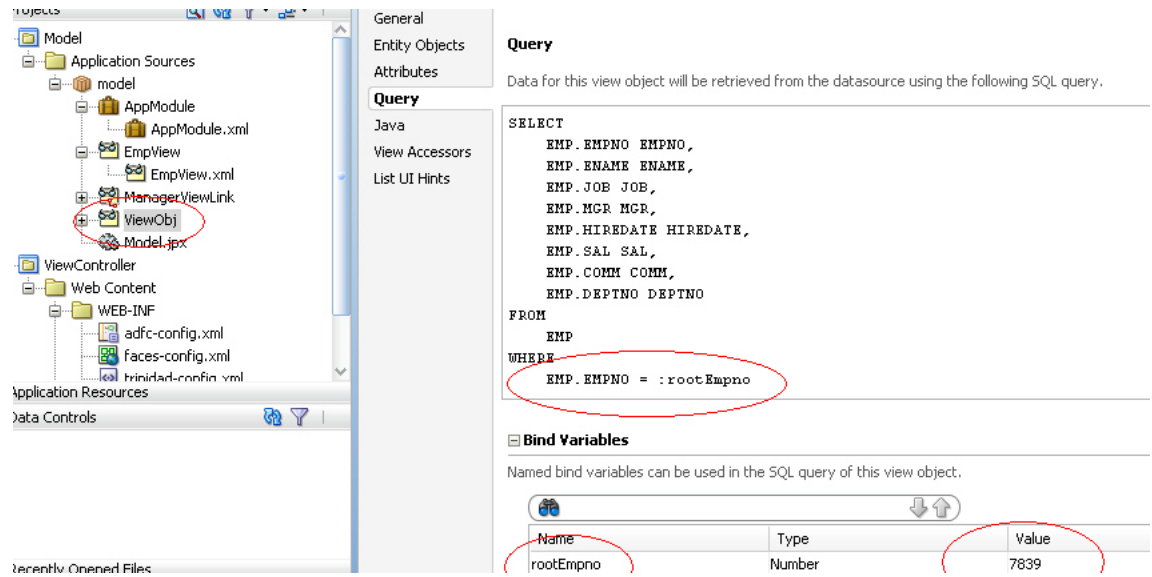 Projects
Model
Application Sources
model
AppModule
AppModule.xml
EmpView
EmpView.xml
ManagerViewLink
ViewObj
Model.jpx
ViewController
Web Content
WEB-INF
adfc-config.xml
faces-config.xml
trinidad-config.xml
Application Resources
Data Controls
Recently Opened Files
General
Entity Objects
Attributes
Query
Java
View Accessors
List UI Hints
Query
Data for this view object will be retrieved from the datasource using the following SQL query.
SELECT
EMP.EMPNO EMPNO,
EMP.ENAME ENAME,
EMP.JOB JOB,
EMP.MGR MGR,
EMP.HIREDATE HIREDATE,
EMP.SAL SAL,
EMP.COMM COMM,
EMP.DEPTNO DEPTNO
FROM
EMP
WHERE
EMP.EMPNO = :rootEmpno
Bind Variables
Named bind variables can be used in the SQL query of this view object.
Name Type Value
rootEmpno Number 7839